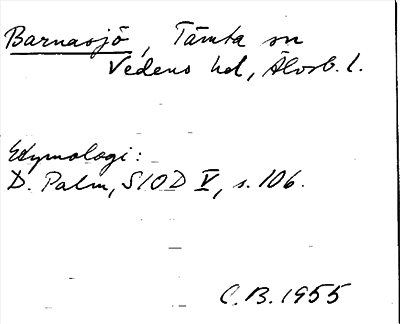 Barnasjö, Tämta sn
Vedens hd, Älvsb. l.
Etymologi:
D. Palm, SIOD V, s. 106.
C.B. 1955